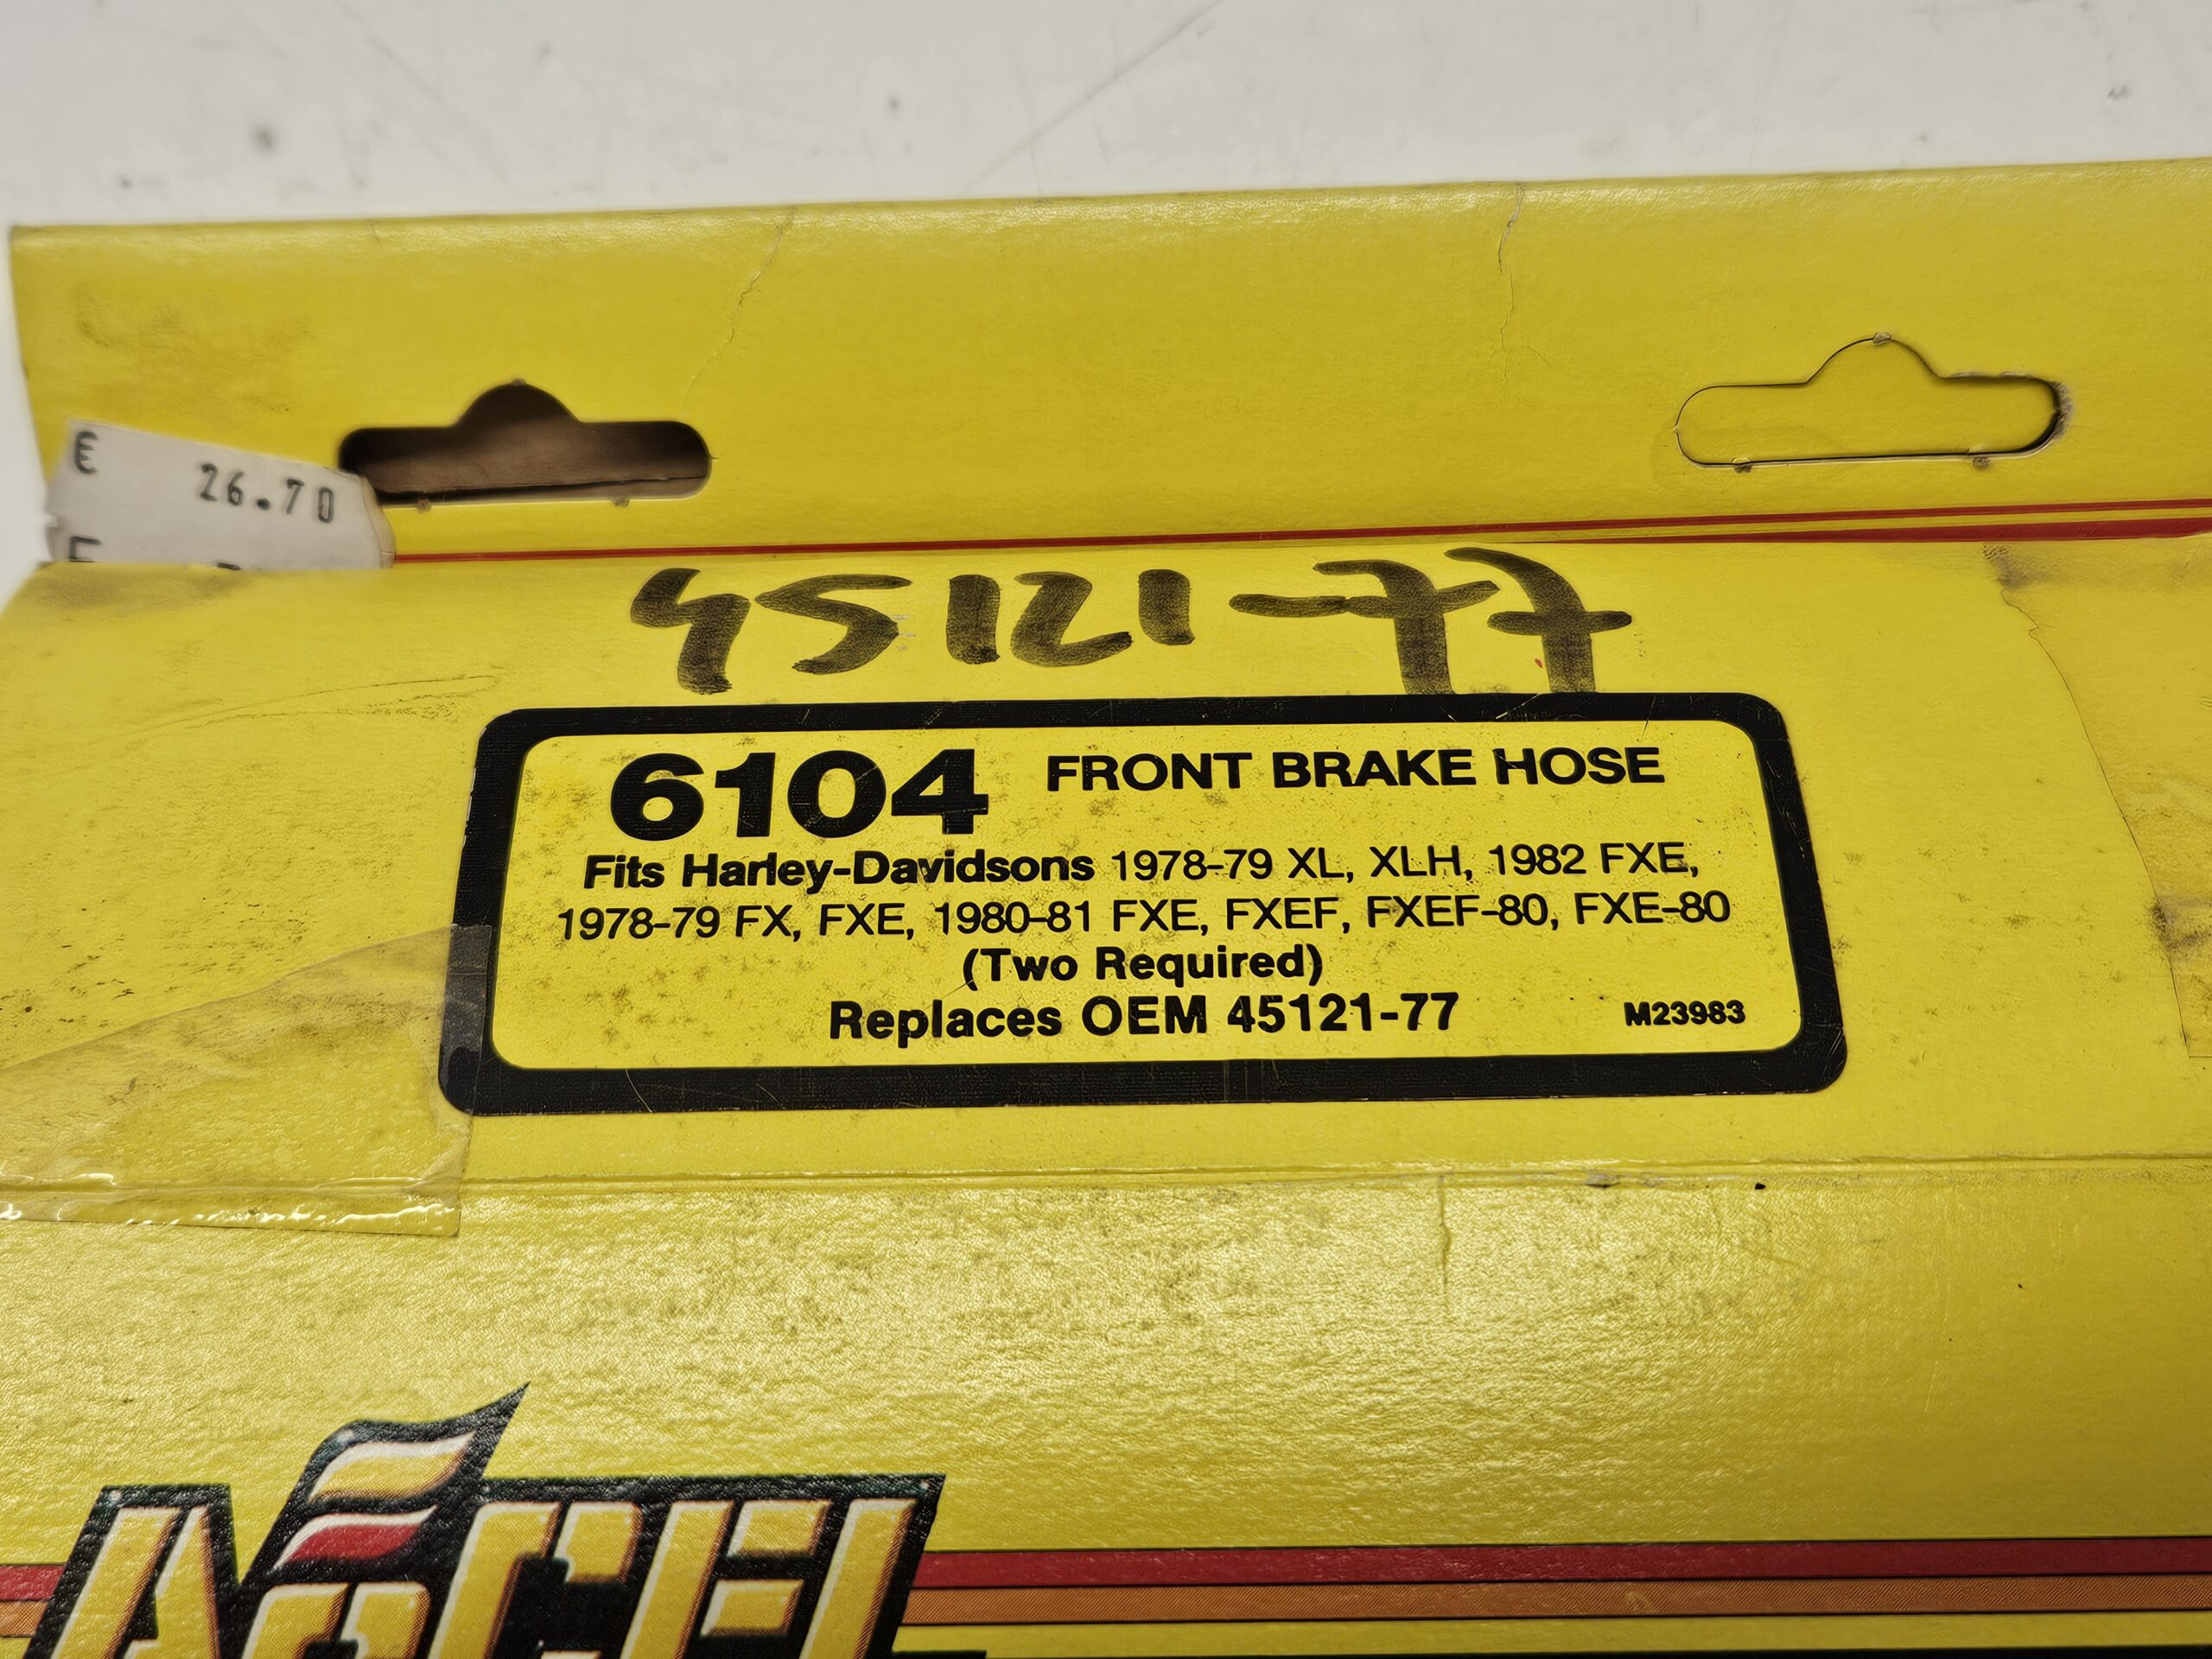 € 26.70
45121-77
6104 FRONT BRAKE HOSE
Fits Harley-Davidsons 1978-79 XL, XLH, 1982 FXE,
1978-79 FX, FXE, 1980-81 FXE, FXEF, FXEF-80, FXE-80
(Two Required)
Replaces OEM 45121-77 M23983
ACCEL